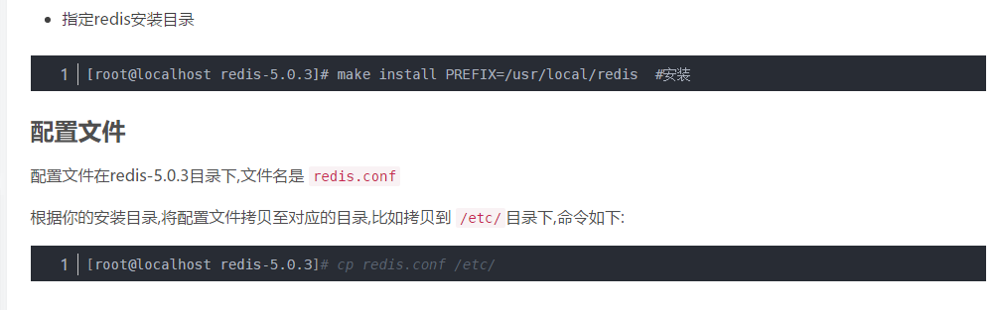 指定redis安装目录
1 [root@localhost redis-5.0.3]# make install PREFIX=/usr/local/redis  #安装
配置文件
配置文件在redis-5.0.3目录下,文件名是 redis.conf
根据你的安装目录,将配置文件拷贝至对应的目录,比如拷贝到 /etc/目录下,命令如下:
1 [root@localhost redis-5.0.3]# cp redis.conf /etc/